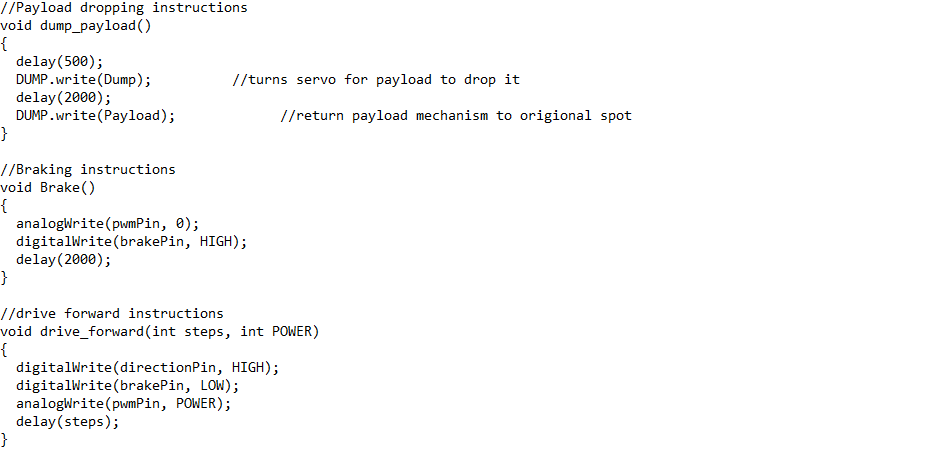 //Payload dropping instructions
void dump_payload()
{
  delay(500);
  DUMP.write(Dump);          //turns servo for payload to drop it
  delay(2000);
  DUMP.write(Payload);             //return payload mechanism to origional spot
}

//Braking instructions
void Brake()
{
  analogWrite(pwmPin, 0);
  digitalWrite(brakePin, HIGH);
  delay(2000);
}

//drive forward instructions
void drive_forward(int steps, int POWER)
{
  digitalWrite(directionPin, HIGH);
  digitalWrite(brakePin, LOW);
  analogWrite(pwmPin, POWER);
  delay(steps);
}